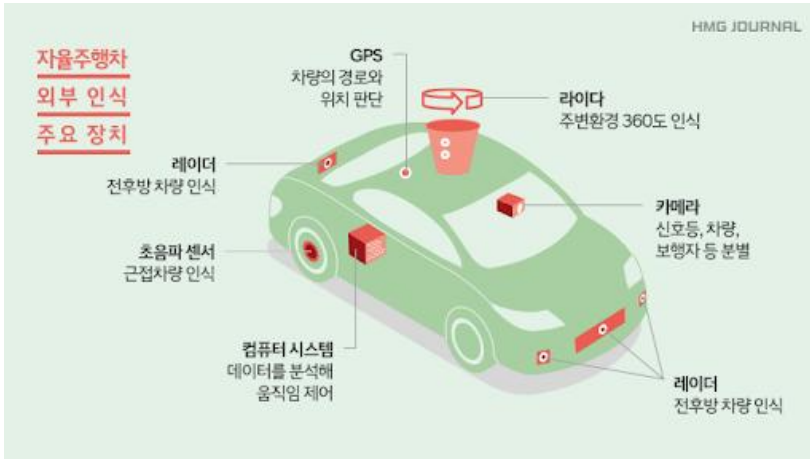 HMG JOURNAL
자율주행차
외부 인식
주요 장치
GPS
차량의 경로와
위치 판단
라이다
주변환경 360도 인식
레이더
전후방 차량 인식
카메라
신호등, 차량,
보행자 등 분별
초음파 센서
근접차량 인식
컴퓨터 시스템
데이터를 분석해
움직임 제어
레이더
전후방 차량 인식